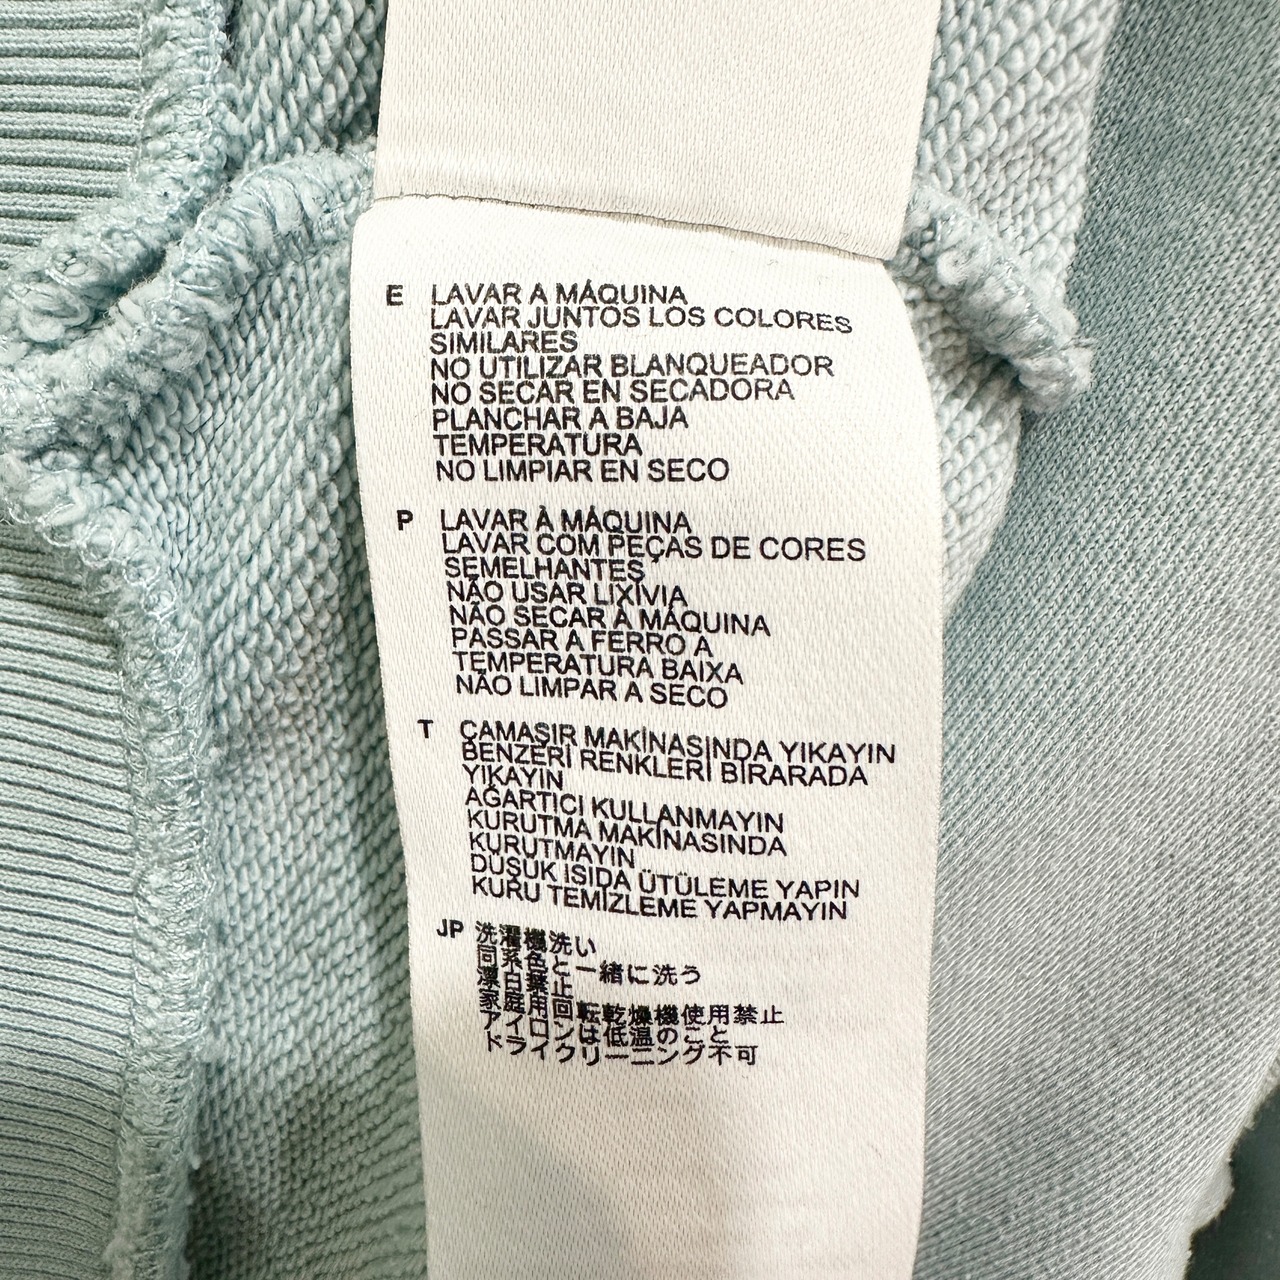 E LAVAR A MÁQUINA
LAVAR JUNTOS LOS COLORES
SIMILARES
NO UTILIZAR BLANQUEADOR
NO SECAR EN SECADORA
PLANCHAR A BAJA
TEMPERATURA
NO LIMPIAR EN SECO
P LAVAR À MÁQUINA
LAVAR COM PEÇAS DE CORES
SEMELHANTES
NÃO USAR LIXÍVIA
NÃO SECAR À MÁQUINA
PASSAR A FERRO A
TEMPERATURA BAIXA
NÃO LIMPAR A SECO
T ÇAMAŞIR MAKİNASINDA YIKAYIN
BENZERİ RENKLERİ BİRARADA
YIKAYIN
AĞARTICI KULLANMAYIN
KURUTMA MAKİNASINDA
KURUTMAYIN
DÜŞÜK ISIDA ÜTÜLEME YAPIN
KURU TEMİZLEME YAPMAYIN
JP 洗濯機洗い
同系色と一緒に洗う
漂白禁止
家庭用回転乾燥機使用禁止
アイロンは低温のこと
ドライクリーニング不可